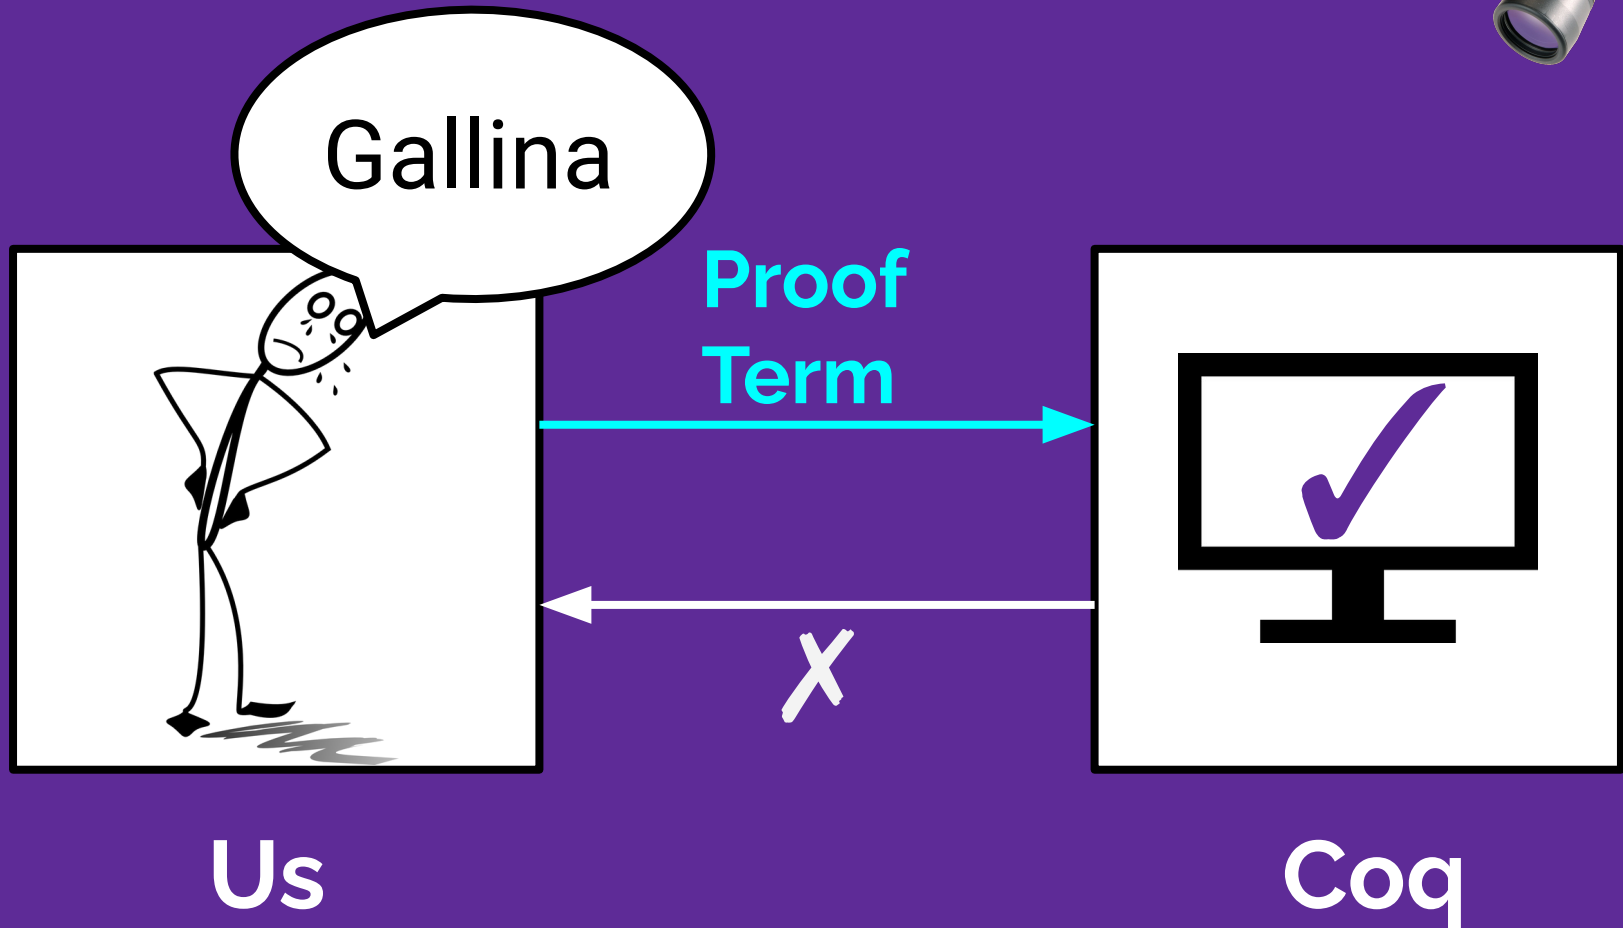 Gallina
Proof
Term
✗
✓
Us
Coq